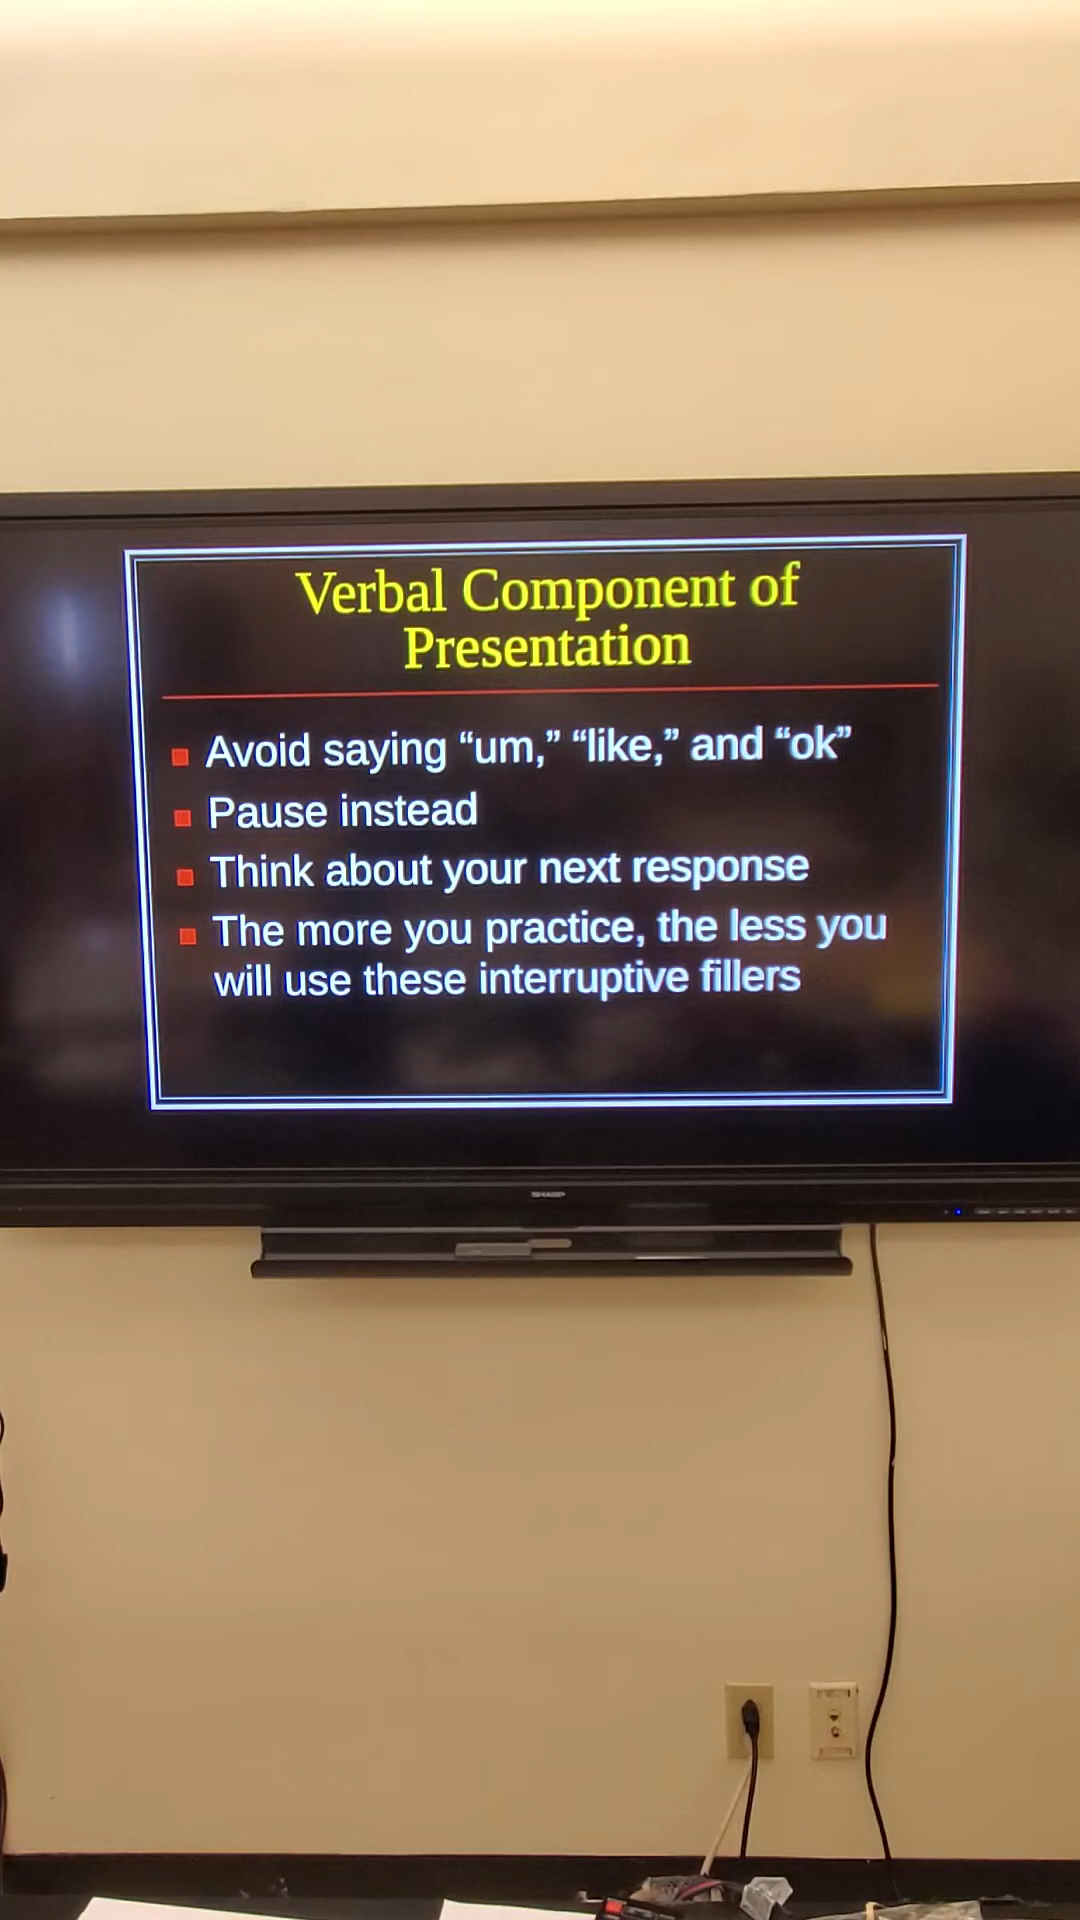 Verbal Component of
Presentation
Avoid saying “um,” “like,” and “ok”
Pause instead
Think about your next response
The more you practice, the less you
will use these interruptive fillers
SHARP